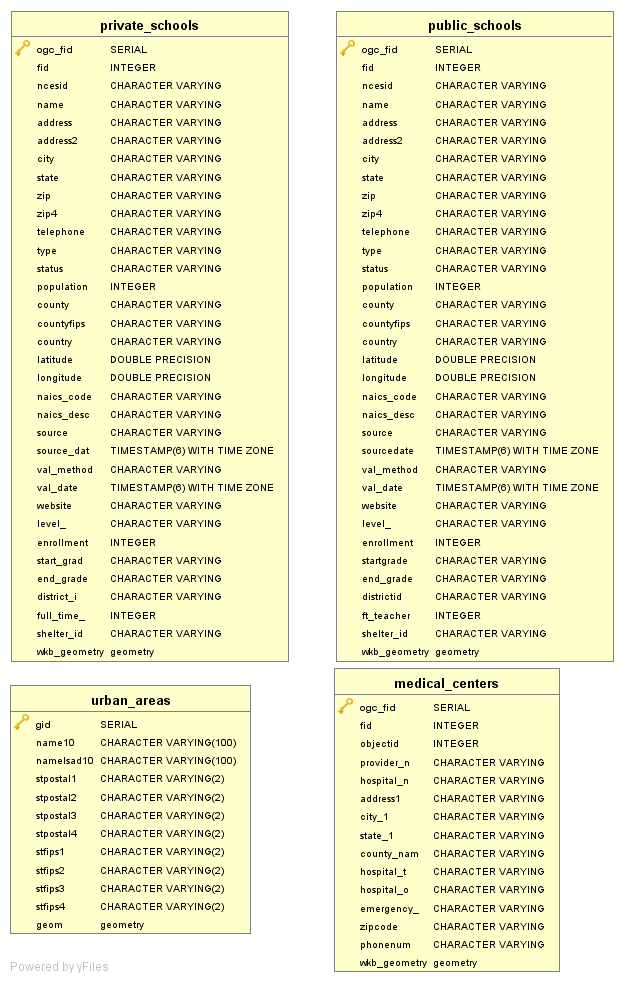 private_schools
ogc_fid SERIAL
fid INTEGER
ncesid CHARACTER VARYING
name CHARACTER VARYING
address CHARACTER VARYING
address2 CHARACTER VARYING
city CHARACTER VARYING
state CHARACTER VARYING
zip CHARACTER VARYING
zip4 CHARACTER VARYING
telephone CHARACTER VARYING
type CHARACTER VARYING
status CHARACTER VARYING
population INTEGER
county CHARACTER VARYING
countyfips CHARACTER VARYING
country CHARACTER VARYING
latitude DOUBLE PRECISION
longitude DOUBLE PRECISION
naics_code CHARACTER VARYING
naics_desc CHARACTER VARYING
source CHARACTER VARYING
source_dat TIMESTAMP(6) WITH TIME ZONE
val_method CHARACTER VARYING
val_date TIMESTAMP(6) WITH TIME ZONE
website CHARACTER VARYING
level_ CHARACTER VARYING
enrollment INTEGER
start_grad CHARACTER VARYING
end_grade CHARACTER VARYING
district_i CHARACTER VARYING
full_time_ INTEGER
shelter_id CHARACTER VARYING
wkb_geometry geometry
public_schools
ogc_fid SERIAL
fid INTEGER
ncesid CHARACTER VARYING
name CHARACTER VARYING
address CHARACTER VARYING
address2 CHARACTER VARYING
city CHARACTER VARYING
state CHARACTER VARYING
zip CHARACTER VARYING
zip4 CHARACTER VARYING
telephone CHARACTER VARYING
type CHARACTER VARYING
status CHARACTER VARYING
population INTEGER
county CHARACTER VARYING
countyfips CHARACTER VARYING
country CHARACTER VARYING
latitude DOUBLE PRECISION
longitude DOUBLE PRECISION
naics_code CHARACTER VARYING
naics_desc CHARACTER VARYING
source CHARACTER VARYING
sourcedate TIMESTAMP(6) WITH TIME ZONE
val_method CHARACTER VARYING
val_date TIMESTAMP(6) WITH TIME ZONE
website CHARACTER VARYING
level_ CHARACTER VARYING
enrollment INTEGER
startgrade CHARACTER VARYING
end_grade CHARACTER VARYING
districtid CHARACTER VARYING
ft_teacher INTEGER
shelter_id CHARACTER VARYING
wkb_geometry geometry
urban_areas
gid SERIAL
name10 CHARACTER VARYING(100)
namelsad10 CHARACTER VARYING(100)
stpostal1 CHARACTER VARYING(2)
stpostal2 CHARACTER VARYING(2)
stpostal3 CHARACTER VARYING(2)
stpostal4 CHARACTER VARYING(2)
stfips1 CHARACTER VARYING(2)
stfips2 CHARACTER VARYING(2)
stfips3 CHARACTER VARYING(2)
stfips4 CHARACTER VARYING(2)
geom geometry
medical_centers
ogc_fid SERIAL
fid INTEGER
objectid INTEGER
provider_n CHARACTER VARYING
hospital_n CHARACTER VARYING
address1 CHARACTER VARYING
city_1 CHARACTER VARYING
state_1 CHARACTER VARYING
county_nam CHARACTER VARYING
hospital_t CHARACTER VARYING
hospital_o CHARACTER VARYING
emergency_ CHARACTER VARYING
zipcode CHARACTER VARYING
phonenum CHARACTER VARYING
wkb_geometry geometry
Powered by yFiles